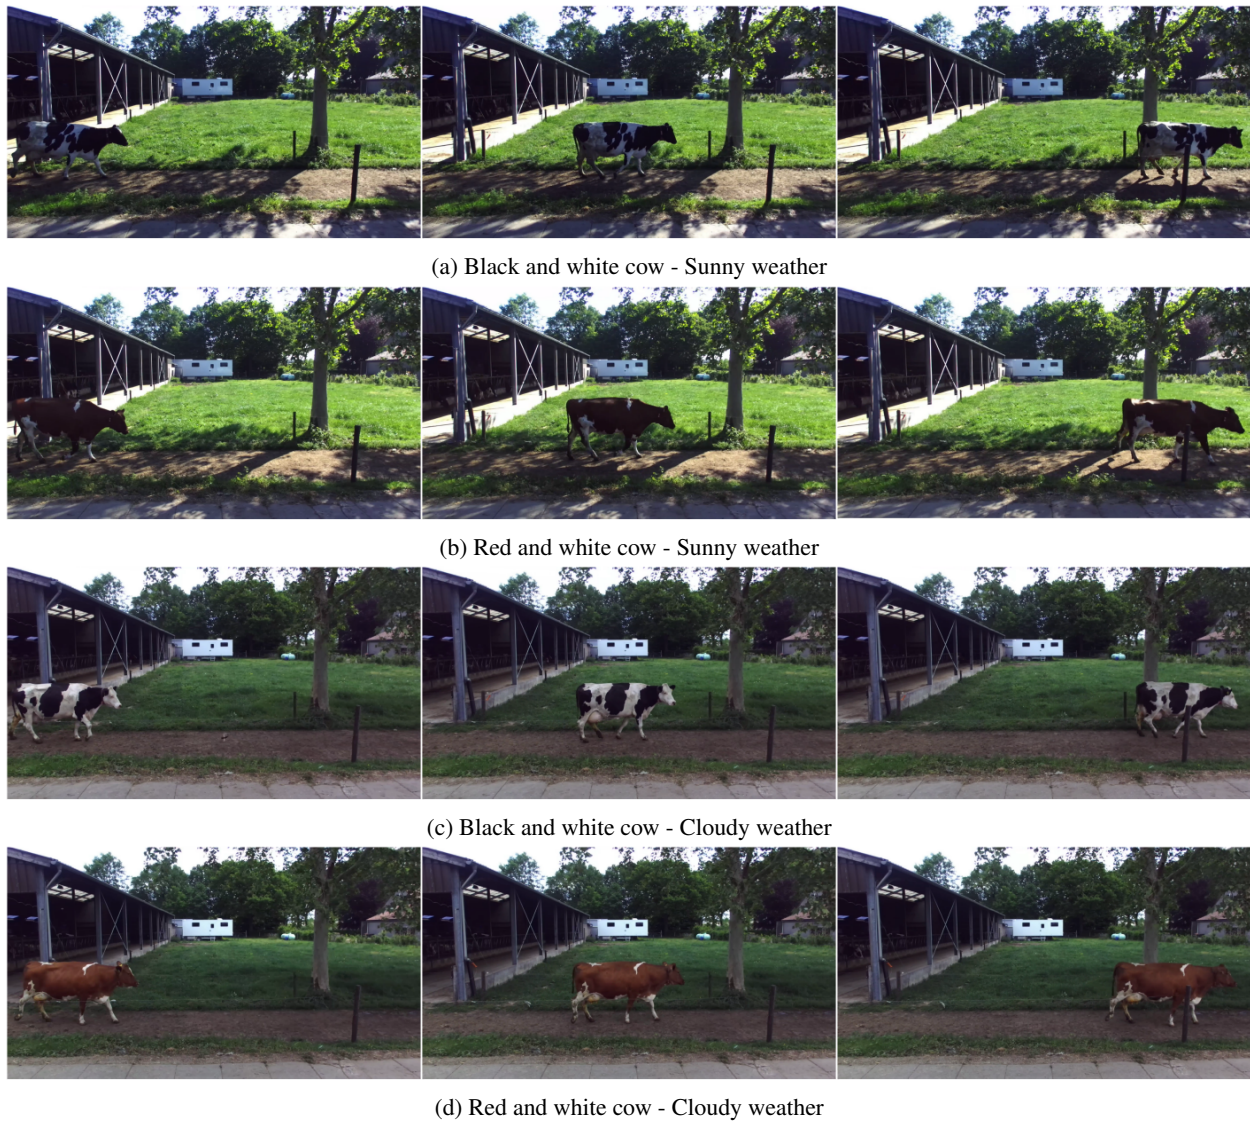 (a) Black and white cow - Sunny weather
(b) Red and white cow - Sunny weather
(c) Black and white cow - Cloudy weather
(d) Red and white cow - Cloudy weather